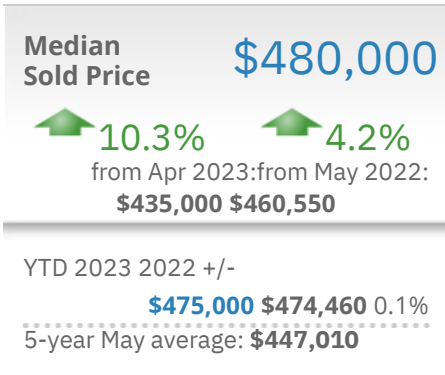 Median
Sold Price
$480,000
10.3% 4.2%
from Apr 2023:from May 2022:
$435,000 $460,550
YTD 2023 2022 +/-
$475,000 $474,460 0.1%
5-year May average: $447,010